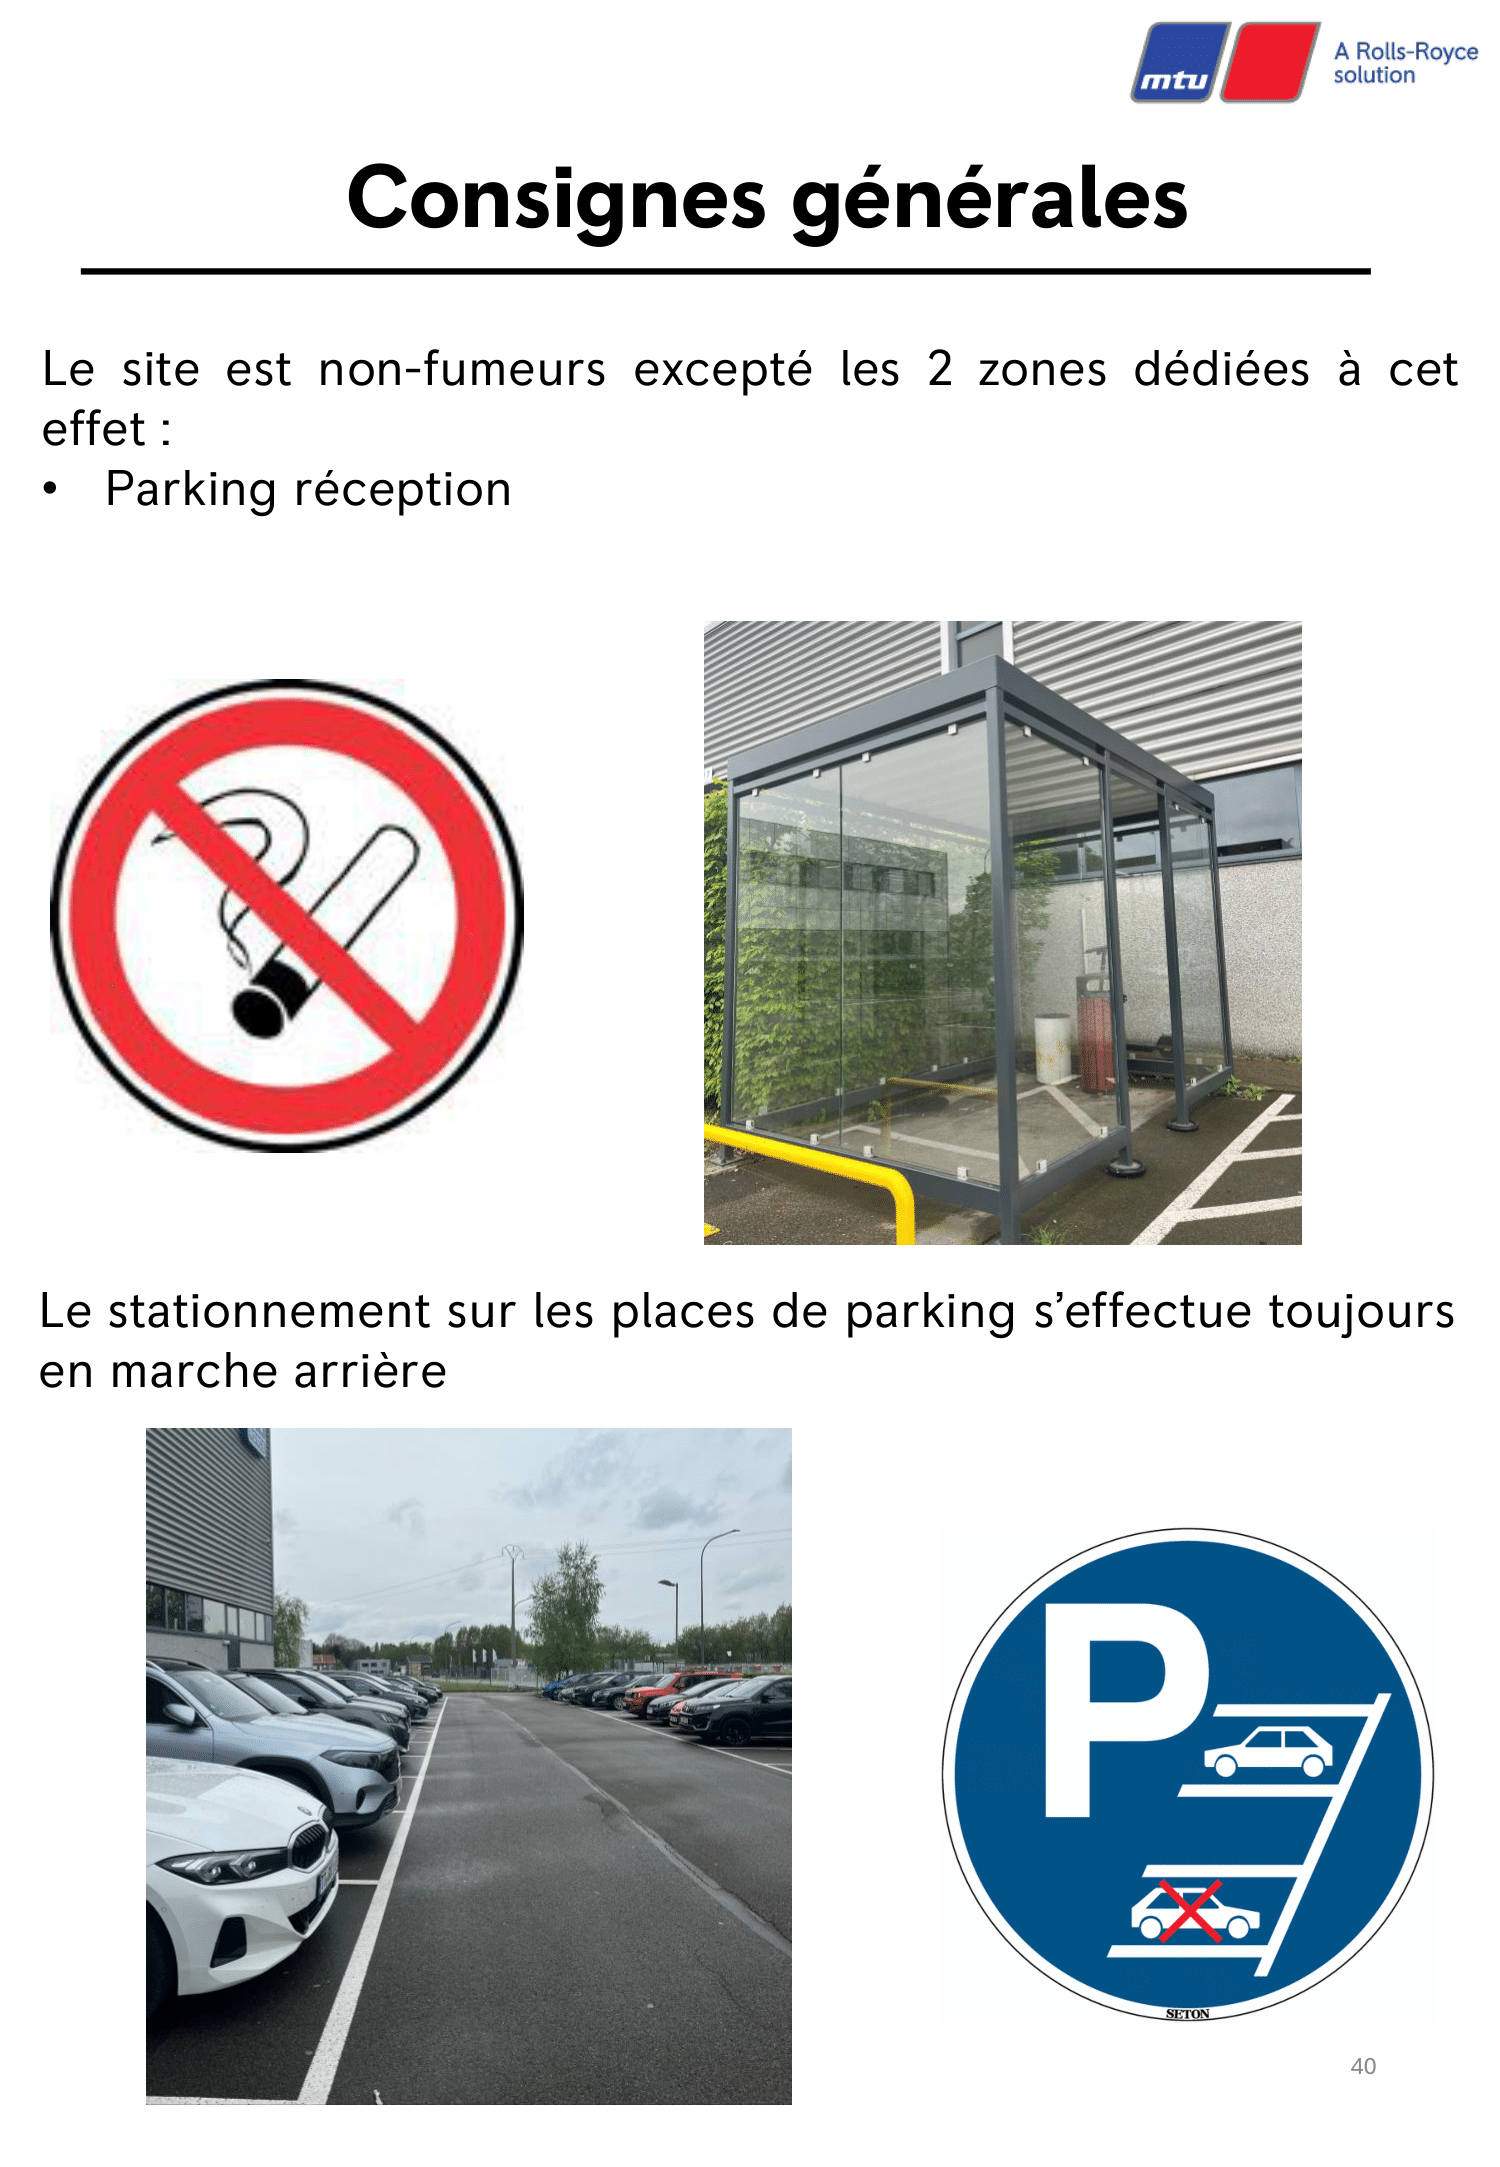 mtu
A Rolls-Royce
solution
Consignes générales
Le site est non-fumeurs excepté les 2 zones dédiées à cet
effet :
• Parking réception
Le stationnement sur les places de parking s’effectue toujours
en marche arrière
P
SETON
40